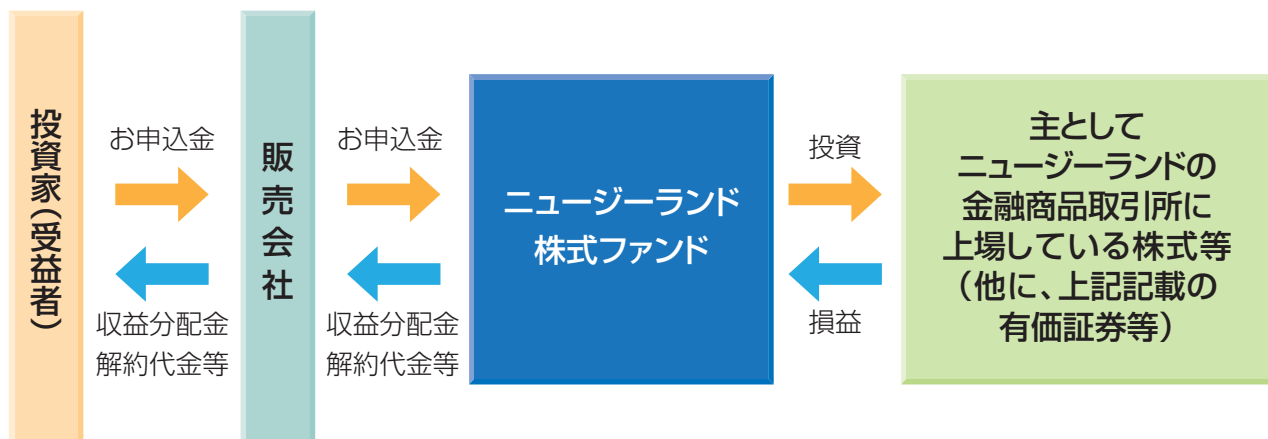 投資家（受益者）
お申込金
収益分配金
解約代金等
販売会社
お申込金
収益分配金
解約代金等
ニュージーランド
株式ファンド
投資
損益
主として
ニュージーランドの
金融商品取引所に
上場している株式等
（他に、上記記載の
有価証券等）